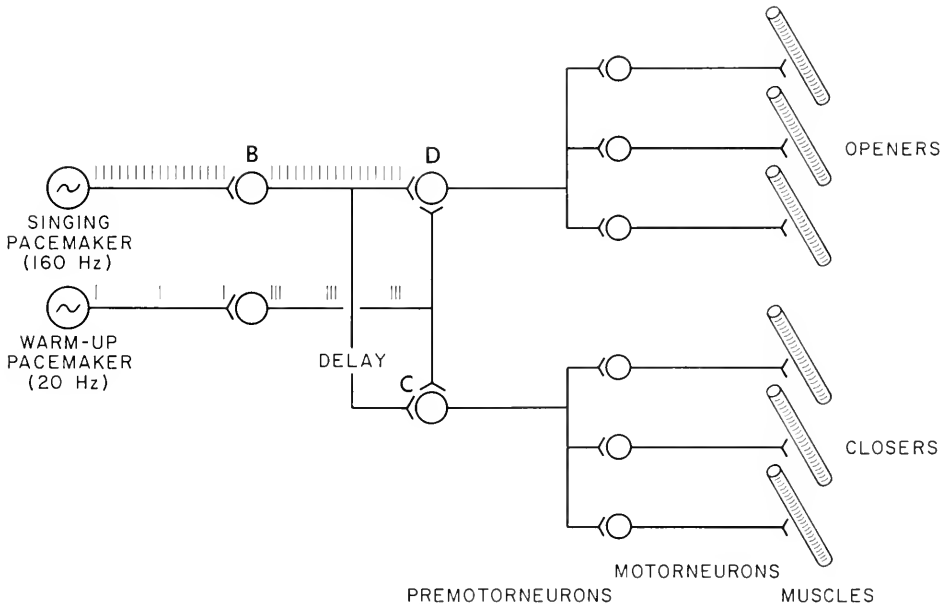 B
D
OPENERS
SINGING
PACEMAKER
(160 Hz)
WARM-UP
PACEMAKER
(20 Hz)
DELAY
C
CLOSERS
MOTORNEURONS
PREMOTORNEURONS
MUSCLES